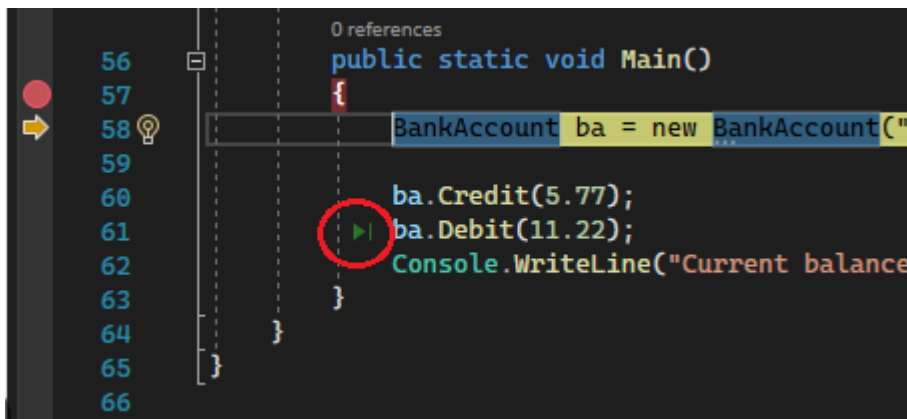 0 references
56 public static void Main()
57 {
58 BankAccount ba = new BankAccount("
59
60 ba.Credit(5.77);
61 ba.Debit(11.22);
62 Console.WriteLine("Current balance
63 }
64 }
65 }
66